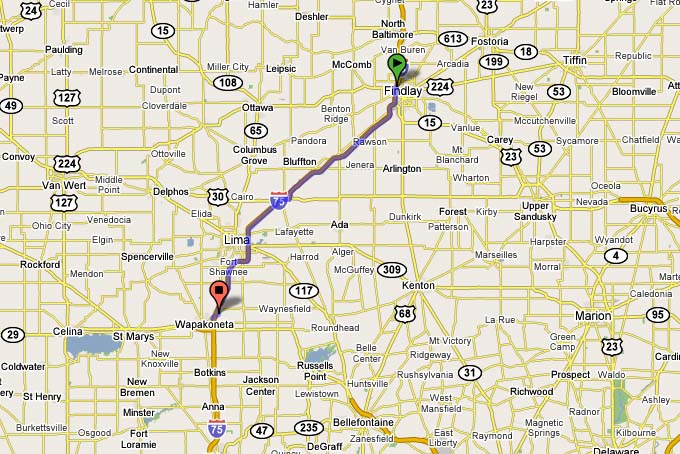 Cygnet
Deshler
North
Baltimore
Van Buren
613
Fostoria
24
23
15
Paulding
Continental
Miller City
Leipsic
McComb
Arcadia
199
Tiffin
Republic
Payne
Latty
Melrose
108
Findlay
224
New
Riegel
53
Bloomville
49
127
Dupont
Cloverdale
Ottawa
Benton
Ridge
15
Vanlue
Mccutchenville
Scott
65
Rawson
Carey
Sycamore
Chatfield
Convoy
Ottoville
Columbus
Grove
Pandora
Jenera
Arlington
Mt
Blanchard
23
53
224
Middle
Point
Bluffton
Wharton
Van Wert
Delphos
30
Cairo
75
Oceola
Nevada
127
Venedocia
Elida
Dunkirk
Forest
Kirby
Upper
Sandusky
Bucyrus
Ohio City
Ada
Patterson
Elgin
Lima
Lafayette
Harpster
Wyandot
Rockford
Spencerville
Fort
Shawnee
Harrod
Alger
McGuffey
309
Marseilles
4
Mendon
Morral
Kenton
117
Caledonia
Waynesfield
68
29
Celina
St Marys
Wapakoneta
Roundhead
La Rue
Marion
95
Coldwater
New
Knoxville
Belle
Center
Mt Victory
Ridgeway
Green
Camp
23
Botkins
Russells
Point
Rushsylvania
31
Prospect
Waldo
St Henry
New
Bremen
Jackson
Center
Huntsville
Richwood
Minster
Anna
Lewistown
West
Mansfield
Magnetic
Springs
Radnor
Burkettsville
Osgood
Fort
Loramie
75
47
235
Bellefontaine
DeGraff
Zanesfield
East
Liberty
Raymond
Ashley
Delaware